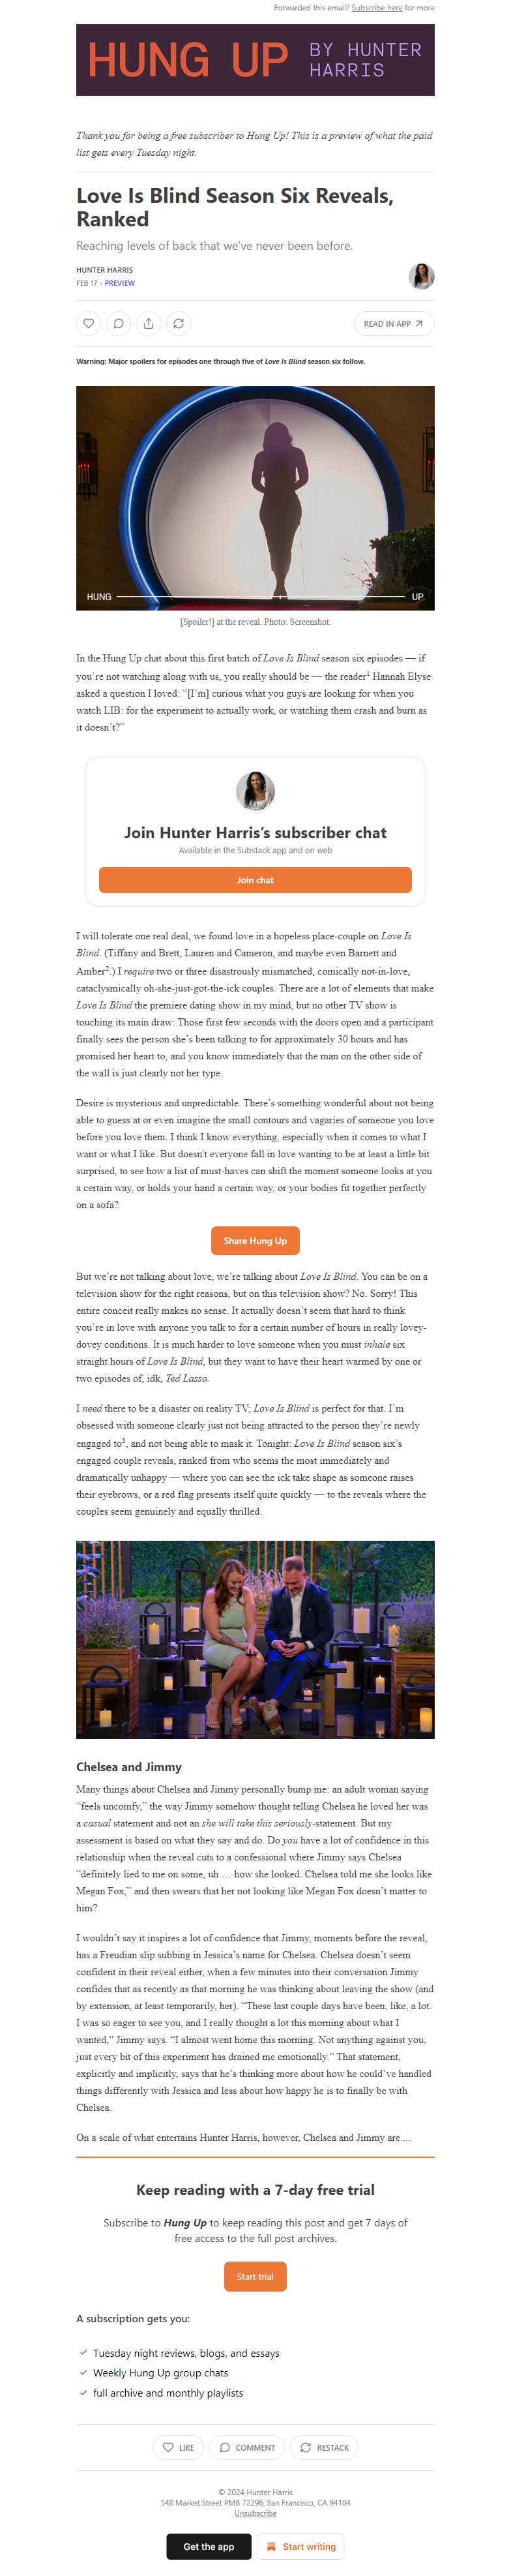 Forwarded this email? Subscribe here for more
HUNG UP BY HUNTER
HARRIS
Thank you for being a free subscriber to Hung Up! This is a preview of what the paid
list gets every Tuesday night.
Love Is Blind Season Six Reveals,
Ranked
Reaching levels of back that we've never been before.
HUNTER HARRIS
FEB 17 · PREVIEW
READ IN APP
Warning: Major spoilers for episodes one through five of Love Is Blind season six follow.
HUNG UP
[Spoiler!] at the reveal. Photo: Screenshot.
In the Hung Up chat about this first batch of Love Is Blind season six episodes — if
you're not watching along with us, you really should be — the reader1 Hannah Elyse
asked a question I loved: "[I'm] curious what you guys are looking for when you
watch LIB: for the experiment to actually work, or watching them crash and burn as
it doesn't?"
Join Hunter Harris's subscriber chat
Available in the Substack app and on web
Join chat
I will tolerate one real deal, we found love in a hopeless place-couple on Love Is
Blind. (Tiffany and Brett, Lauren and Cameron, and maybe even Barnett and
Amber2.) I require two or three disastrously mismatched, comically not-in-love,
cataclysmically oh-she-just-got-the-ick couples. There are a lot of elements that make
Love Is Blind the premiere dating show in my mind, but no other TV show is
touching its main draw: Those first few seconds with the doors open and a participant
finally sees the person she's been talking to for approximately 30 hours and has
promised her heart to, and you know immediately that the man on the other side of
the wall is just clearly not her type.
Desire is mysterious and unpredictable. There's something wonderful about not being
able to guess at or even imagine the small contours and vagaries of someone you love
before you love them. I think I know everything, especially when it comes to what I
want or what I like. But doesn't everyone fall in love wanting to be at least a little bit
surprised, to see how a list of must-haves can shift the moment someone looks at you
a certain way, or holds your hand a certain way, or your bodies fit together perfectly
on a sofa?
Share Hung Up
But we're not talking about love, we're talking about Love Is Blind. You can be on a
television show for the right reasons, but on this television show? No. Sorry! This
entire conceit really makes no sense. It actually doesn't seem that hard to think
you're in love with anyone you talk to for a certain number of hours in really lovey-
dovey conditions. It is much harder to love someone when you must inhale six
straight hours of Love Is Blind, but they want to have their heart warmed by one or
two episodes of, idk, Ted Lasso.
I need there to be a disaster on reality TV; Love Is Blind is perfect for that. I'm
obsessed with someone clearly just not being attracted to the person they're newly
engaged to3, and not being able to mask it. Tonight: Love Is Blind season six's
engaged couple reveals, ranked from who seems the most immediately and
dramatically unhappy — where you can see the ick take shape as someone raises
their eyebrows, or a red flag presents itself quite quickly — to the reveals where the
couples seem genuinely and equally thrilled.
Chelsea and Jimmy
Many things about Chelsea and Jimmy personally bump me: an adult woman saying
"feels uncomfy," the way Jimmy somehow thought telling Chelsea he loved her was
a casual statement and not an she will take this seriously-statement. But my
assessment is based on what they say and do. Do you have a lot of confidence in this
relationship when the reveal cuts to a confessional where Jimmy says Chelsea
"definitely lied to me on some, uh … how she looked. Chelsea told me she looks like
Megan Fox," and then swears that her not looking like Megan Fox doesn't matter to
him?
I wouldn't say it inspires a lot of confidence that Jimmy, moments before the reveal,
has a Freudian slip subbing in Jessica's name for Chelsea. Chelsea doesn't seem
confident in their reveal either, when a few minutes into their conversation Jimmy
confides that as recently as that morning he was thinking about leaving the show (and
by extension, at least temporarily, her). "These last couple days have been, like, a lot.
I was so eager to see you, and I really thought a lot this morning about what I
wanted," Jimmy says. "I almost went home this morning. Not anything against you,
just every bit of this experiment has drained me emotionally." That statement,
explicitly and implicitly, says that he's thinking more about how he could've handled
things differently with Jessica and less about how happy he is to finally be with
Chelsea.
On a scale of what entertains Hunter Harris, however, Chelsea and Jimmy are ...
Keep reading with a 7-day free trial
Subscribe to Hung Up to keep reading this post and get 7 days of
free access to the full post archives.
Start trial
A subscription gets you:
Tuesday night reviews, blogs, and essays
Weekly Hung Up group chats
full archive and monthly playlists
LIKE COMMENT RESTACK
© 2024 Hunter Harris
548 Market Street PMB 72296, San Francisco, CA 94104
Unsubscribe
Get the app Start writing